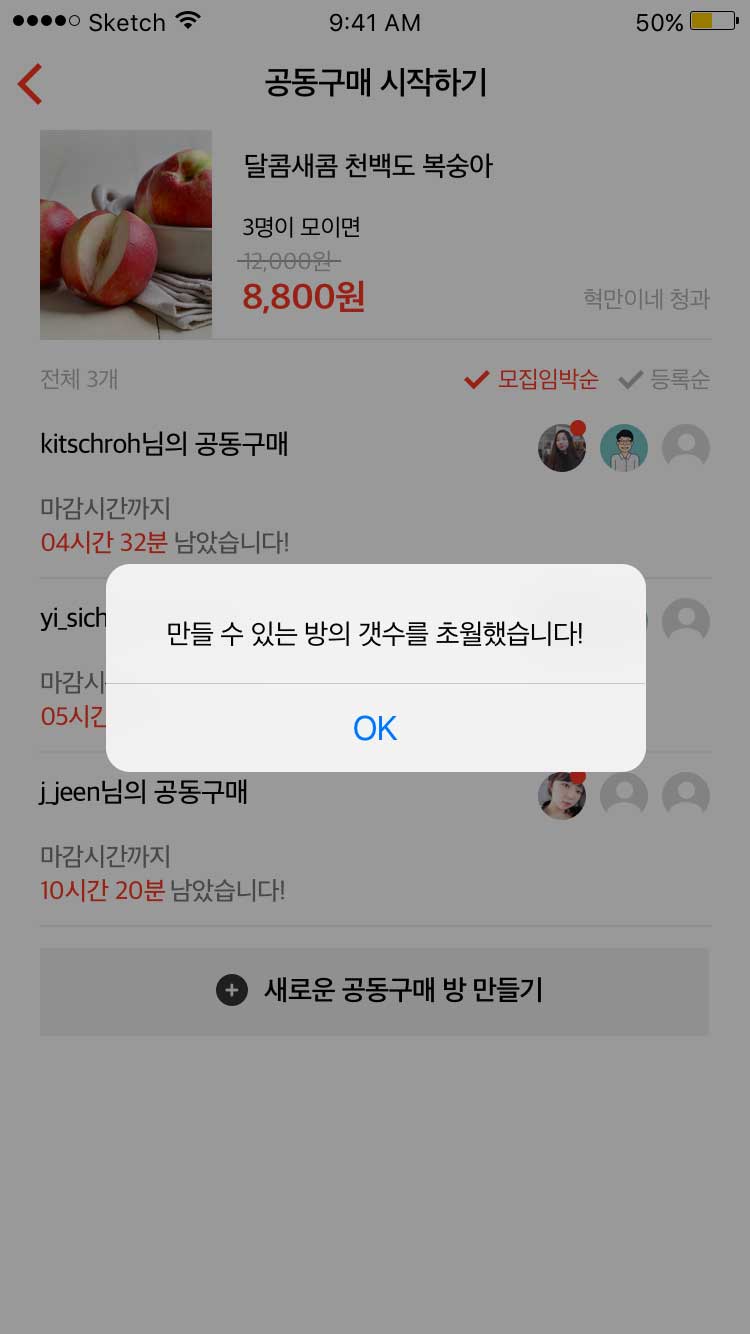 Sketch 9:41 AM 50%
공동구매 시작하기
달콤새콤 천백도 복숭아
3명이 모이면
12,000원
8,800원 혁만이네 청과
전체 3개 모집임박순 등록순
kitschroh님의 공동구매
마감시간까지
04시간 32분 남았습니다!
만들 수 있는 방의 갯수를 초월했습니다!
OK
yi_sich
마감시
05시간
j_jeen님의 공동구매
마감시간까지
10시간 20분 남았습니다!
새로운 공동구매 방 만들기